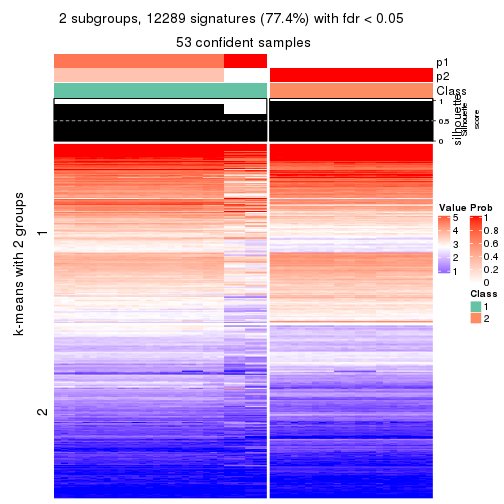 2 subgroups, 12289 signatures (77.4%) with fdr < 0.05
53 confident samples
p1
p2
Class
1
0.5
0
silhouette
Silhouette
score
k-means with 2 groups
1
2
Value
5
4
3
2
1
Prob
1
0.8
0.6
0.4
0.2
0
Class
1
2